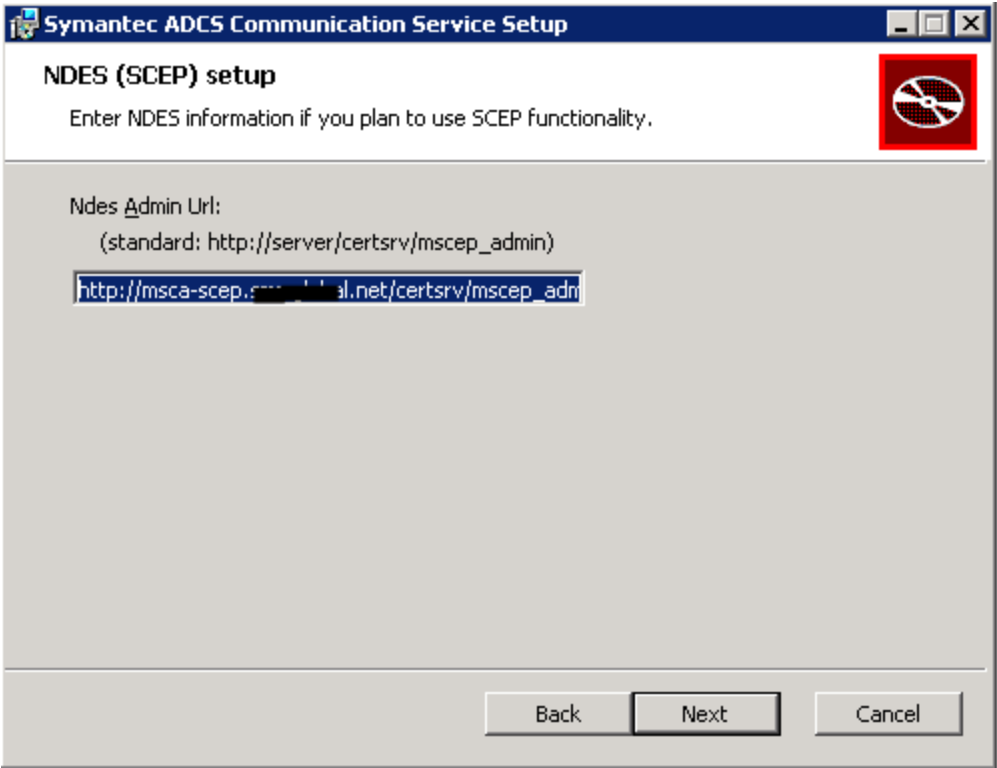 Symantec ADCS Communication Service Setup
NDES (SCEP) setup
Enter NDES information if you plan to use SCEP functionality.
Ndes Admin Url:
(standard: http://server/certsrv/mscep_admin)
http://msca-scep. al.net/certsrv/mscep_adm
Back Next Cancel